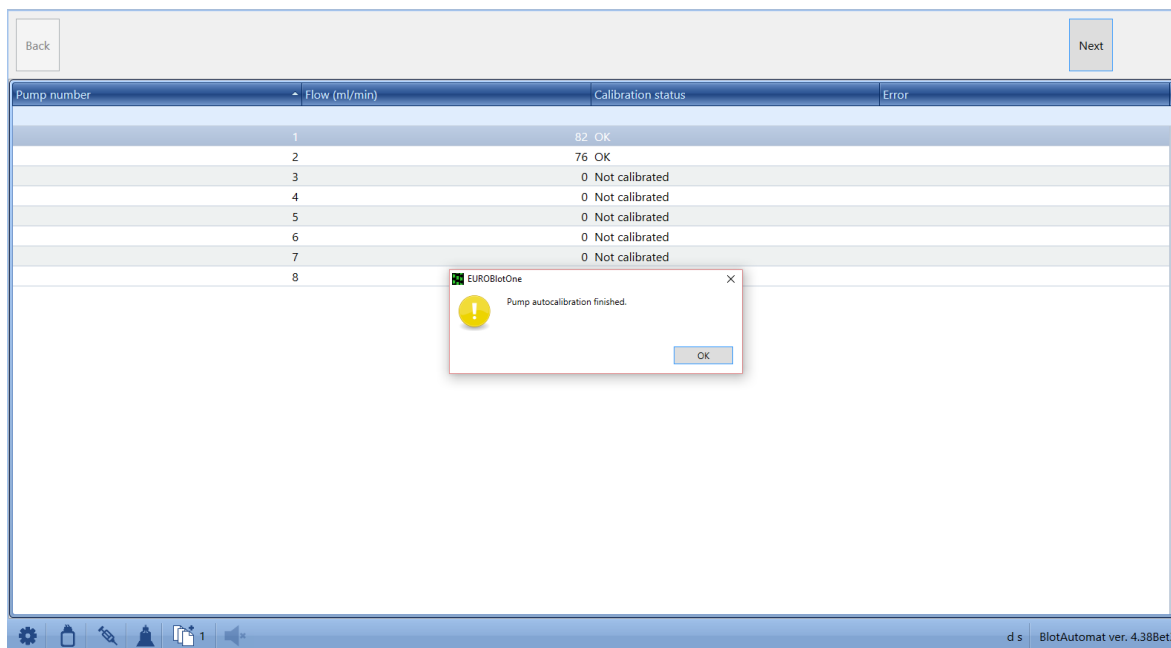 Back
Next
Pump number Flow (ml/min) Calibration status Error
1 82 OK
2 76 OK
3 0 Not calibrated
4 0 Not calibrated
5 0 Not calibrated
6 0 Not calibrated
7 0 Not calibrated
8
EUROBlotOne
Pump autocalibration finished.
OK
1
d s BlotAutomat ver. 4.38Bet